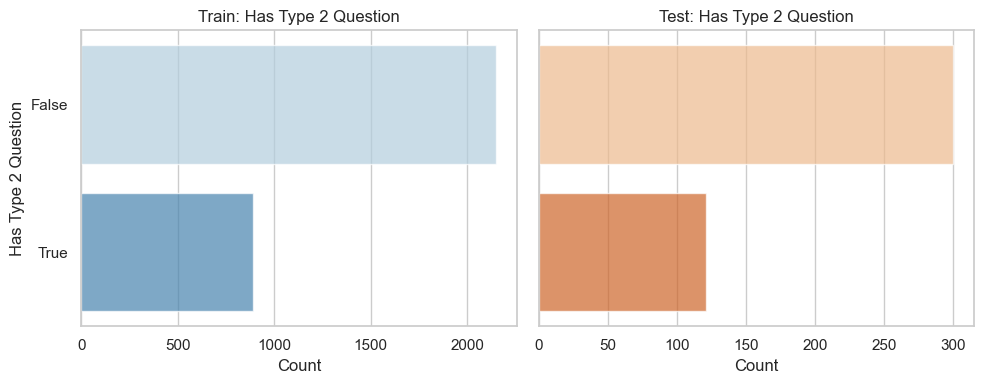 Train: Has Type 2 Question
Has Type 2 Question
False
True
0 500 1000 1500 2000
Count
Test: Has Type 2 Question
0 50 100 150 200 250 300
Count